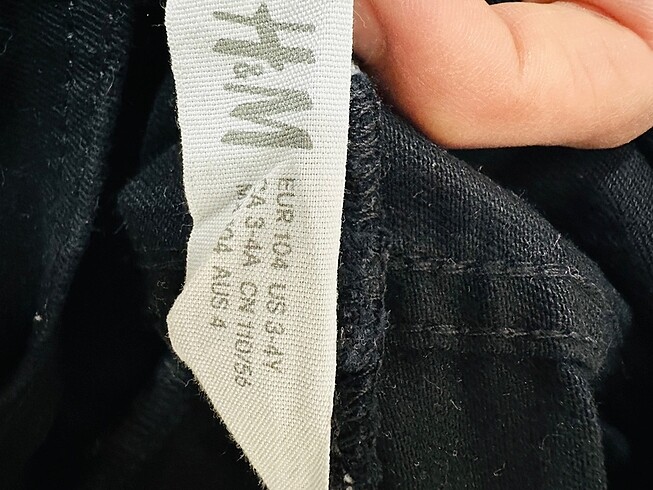 H&M
EUR 104 US 3-4Y
CA 3-4A CN 110/56
104 AUS 4